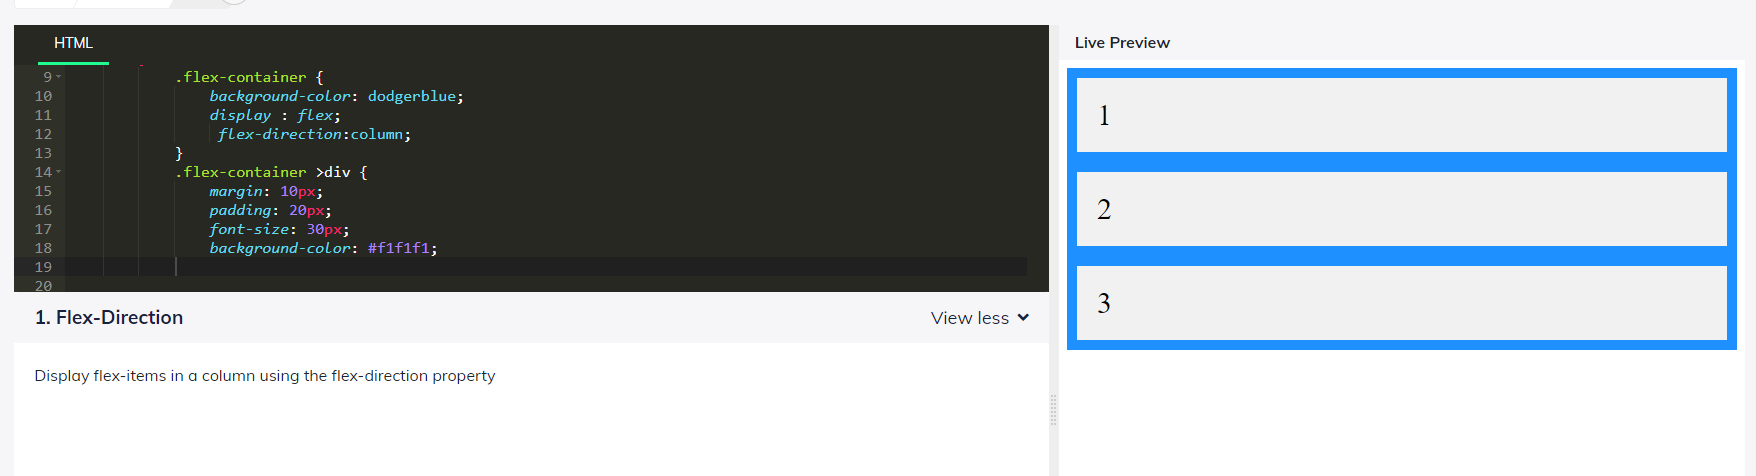 HTML
Live Preview
9 .flex-container {
10 background-color: dodgerblue;
11 display : flex;
12 flex-direction:column;
13 }
14 .flex-container >div {
15 margin: 10px;
16 padding: 20px;
17 font-size: 30px;
18 background-color: #f1f1f1;
19
20
1
2
3
1. Flex-Direction
View less
Display flex-items in a column using the flex-direction property